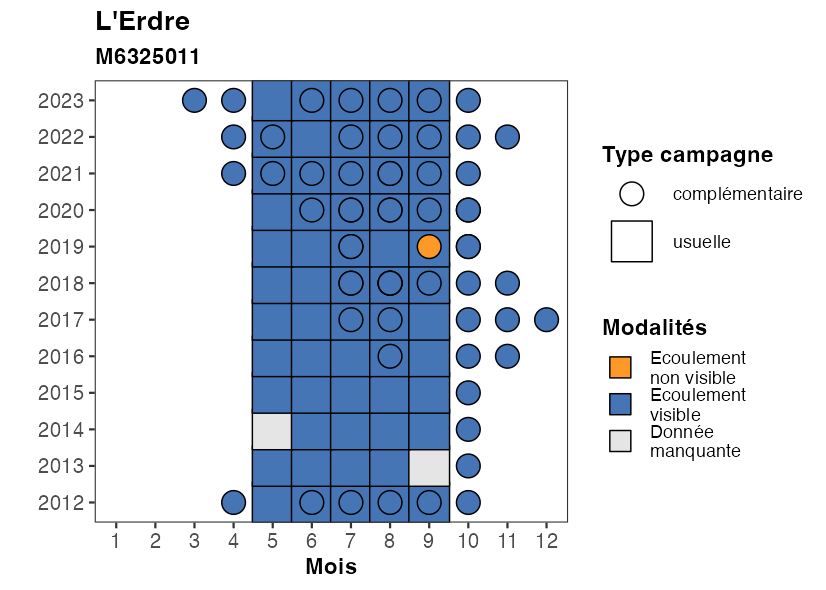 L'Erdre
M6325011
2023
2022
2021
2020
2019
2018
2017
2016
2015
2014
2013
2012
1 2 3 4 5 6 7 8 9 10 11 12
Mois
Type campagne
complémentaire
usuelle
Modalités
Ecoulement
non visible
Ecoulement
visible
Donnée
manquante